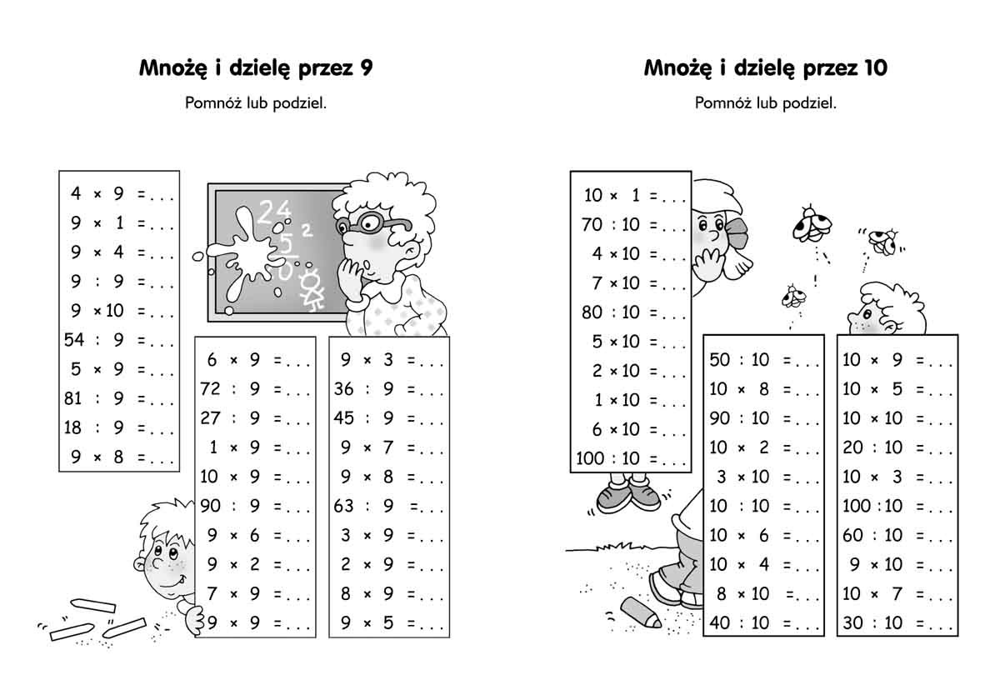 Mnożę i dzielę przez 9
Pomnóż lub podziel.
4 × 9 =...
9 × 1 =...
9 × 4 =...
9 : 9 =...
9 ×10 =...
54 : 9 =...
5 × 9 =...
81 : 9 =...
18 : 9 =...
9 × 8 =...
24
5
2
0
6 × 9 =...
72 : 9 =...
27 : 9 =...
1 × 9 =...
10 × 9 =...
90 : 9 =...
9 × 6 =...
9 × 2 =...
7 × 9 =...
9 × 9 =...
9 × 3 =...
36 : 9 =...
45 : 9 =...
9 × 7 =...
9 × 8 =...
63 : 9 =...
3 × 9 =...
2 × 9 =...
8 × 9 =...
9 × 5 =...
Mnożę i dzielę przez 10
Pomnóż lub podziel.
10 × 1 =...
70 : 10 =...
4 × 10 =...
7 × 10 =...
80 : 10 =...
5 × 10 =...
2 × 10 =...
1 × 10 =...
6 × 10 =...
100 : 10 =...
50 : 10 =...
10 × 8 =...
90 : 10 =...
10 × 2 =...
3 × 10 =...
10 : 10 =...
10 × 6 =...
10 × 4 =...
8 × 10 =...
40 : 10 =...
10 × 9 =...
10 × 5 =...
10 × 10 =...
20 : 10 =...
10 × 3 =...
100 : 10 =...
60 : 10 =...
9 × 10 =...
10 × 7 =...
30 : 10 =...